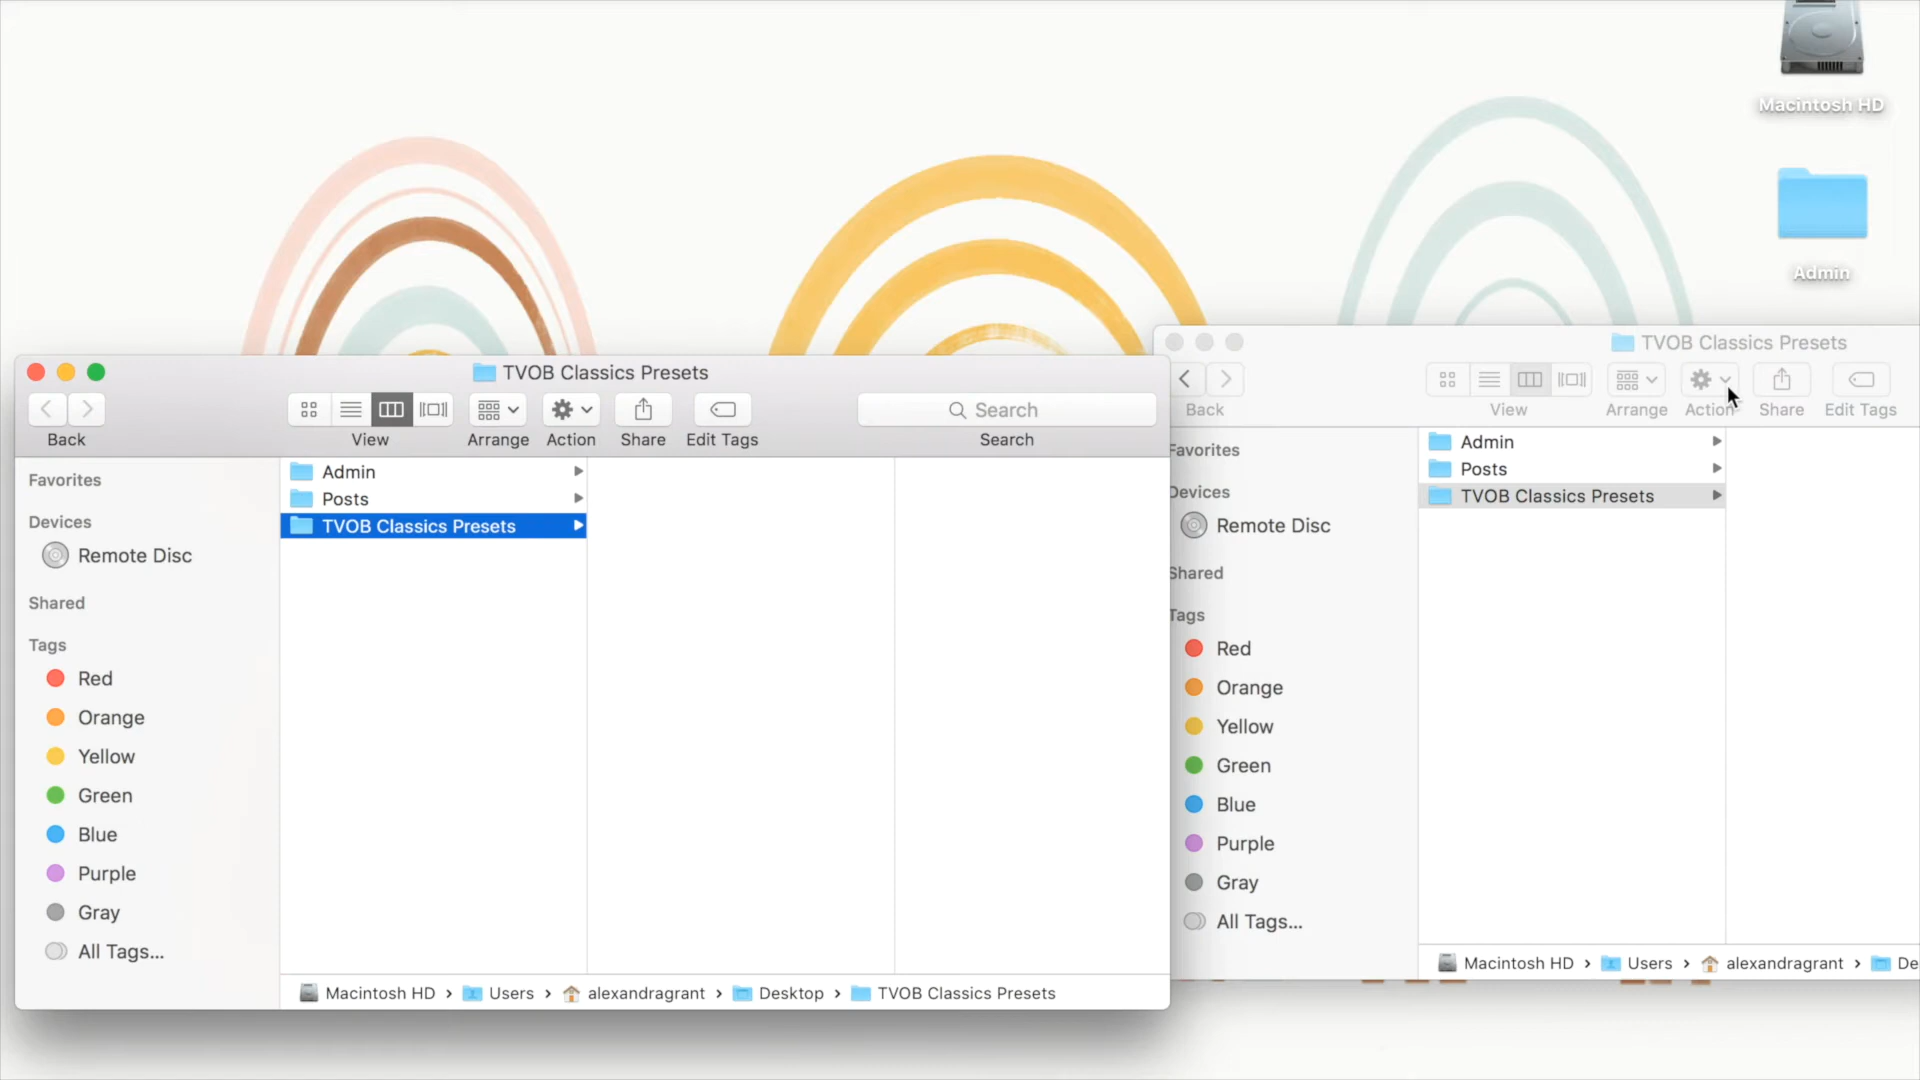 Macintosh HD
Admin
TVOB Classics Presets
Back
View
Arrange
Action
Share
Edit Tags
Search
Search
Favorites
Devices
Remote Disc
Shared
Tags
Red
Orange
Yellow
Green
Blue
Purple
Gray
All Tags...
Admin
Posts
TVOB Classics Presets
Macintosh HD › Users › alexandragrant › Desktop › TVOB Classics Presets
TVOB Classics Presets
Back
View
Arrange
Action
Share
Edit Tags
Favorites
Devices
Remote Disc
Shared
Tags
Red
Orange
Yellow
Green
Blue
Purple
Gray
All Tags...
Admin
Posts
TVOB Classics Presets
Macintosh HD › Users › alexandragrant › De